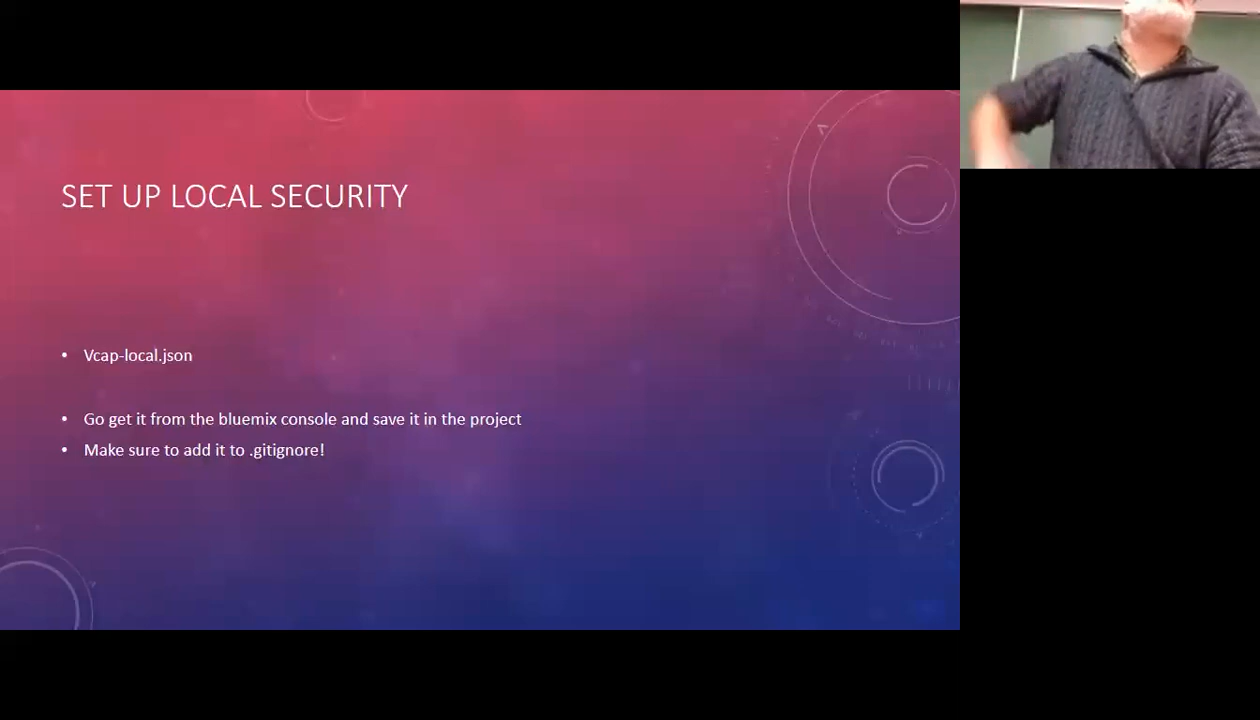 SET UP LOCAL SECURITY
Vcap-local.json
Go get it from the bluemix console and save it in the project
Make sure to add it to .gitignore!